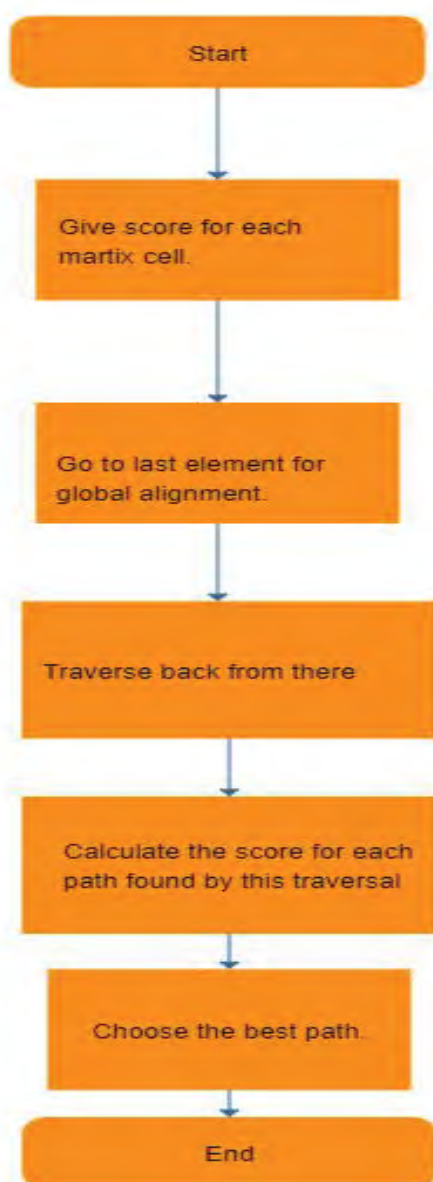 Start
Give score for each
martix cell.
Go to last element for
global alignment.
Traverse back from there
Calculate the score for each
path found by this traversal
Choose the best path.
End